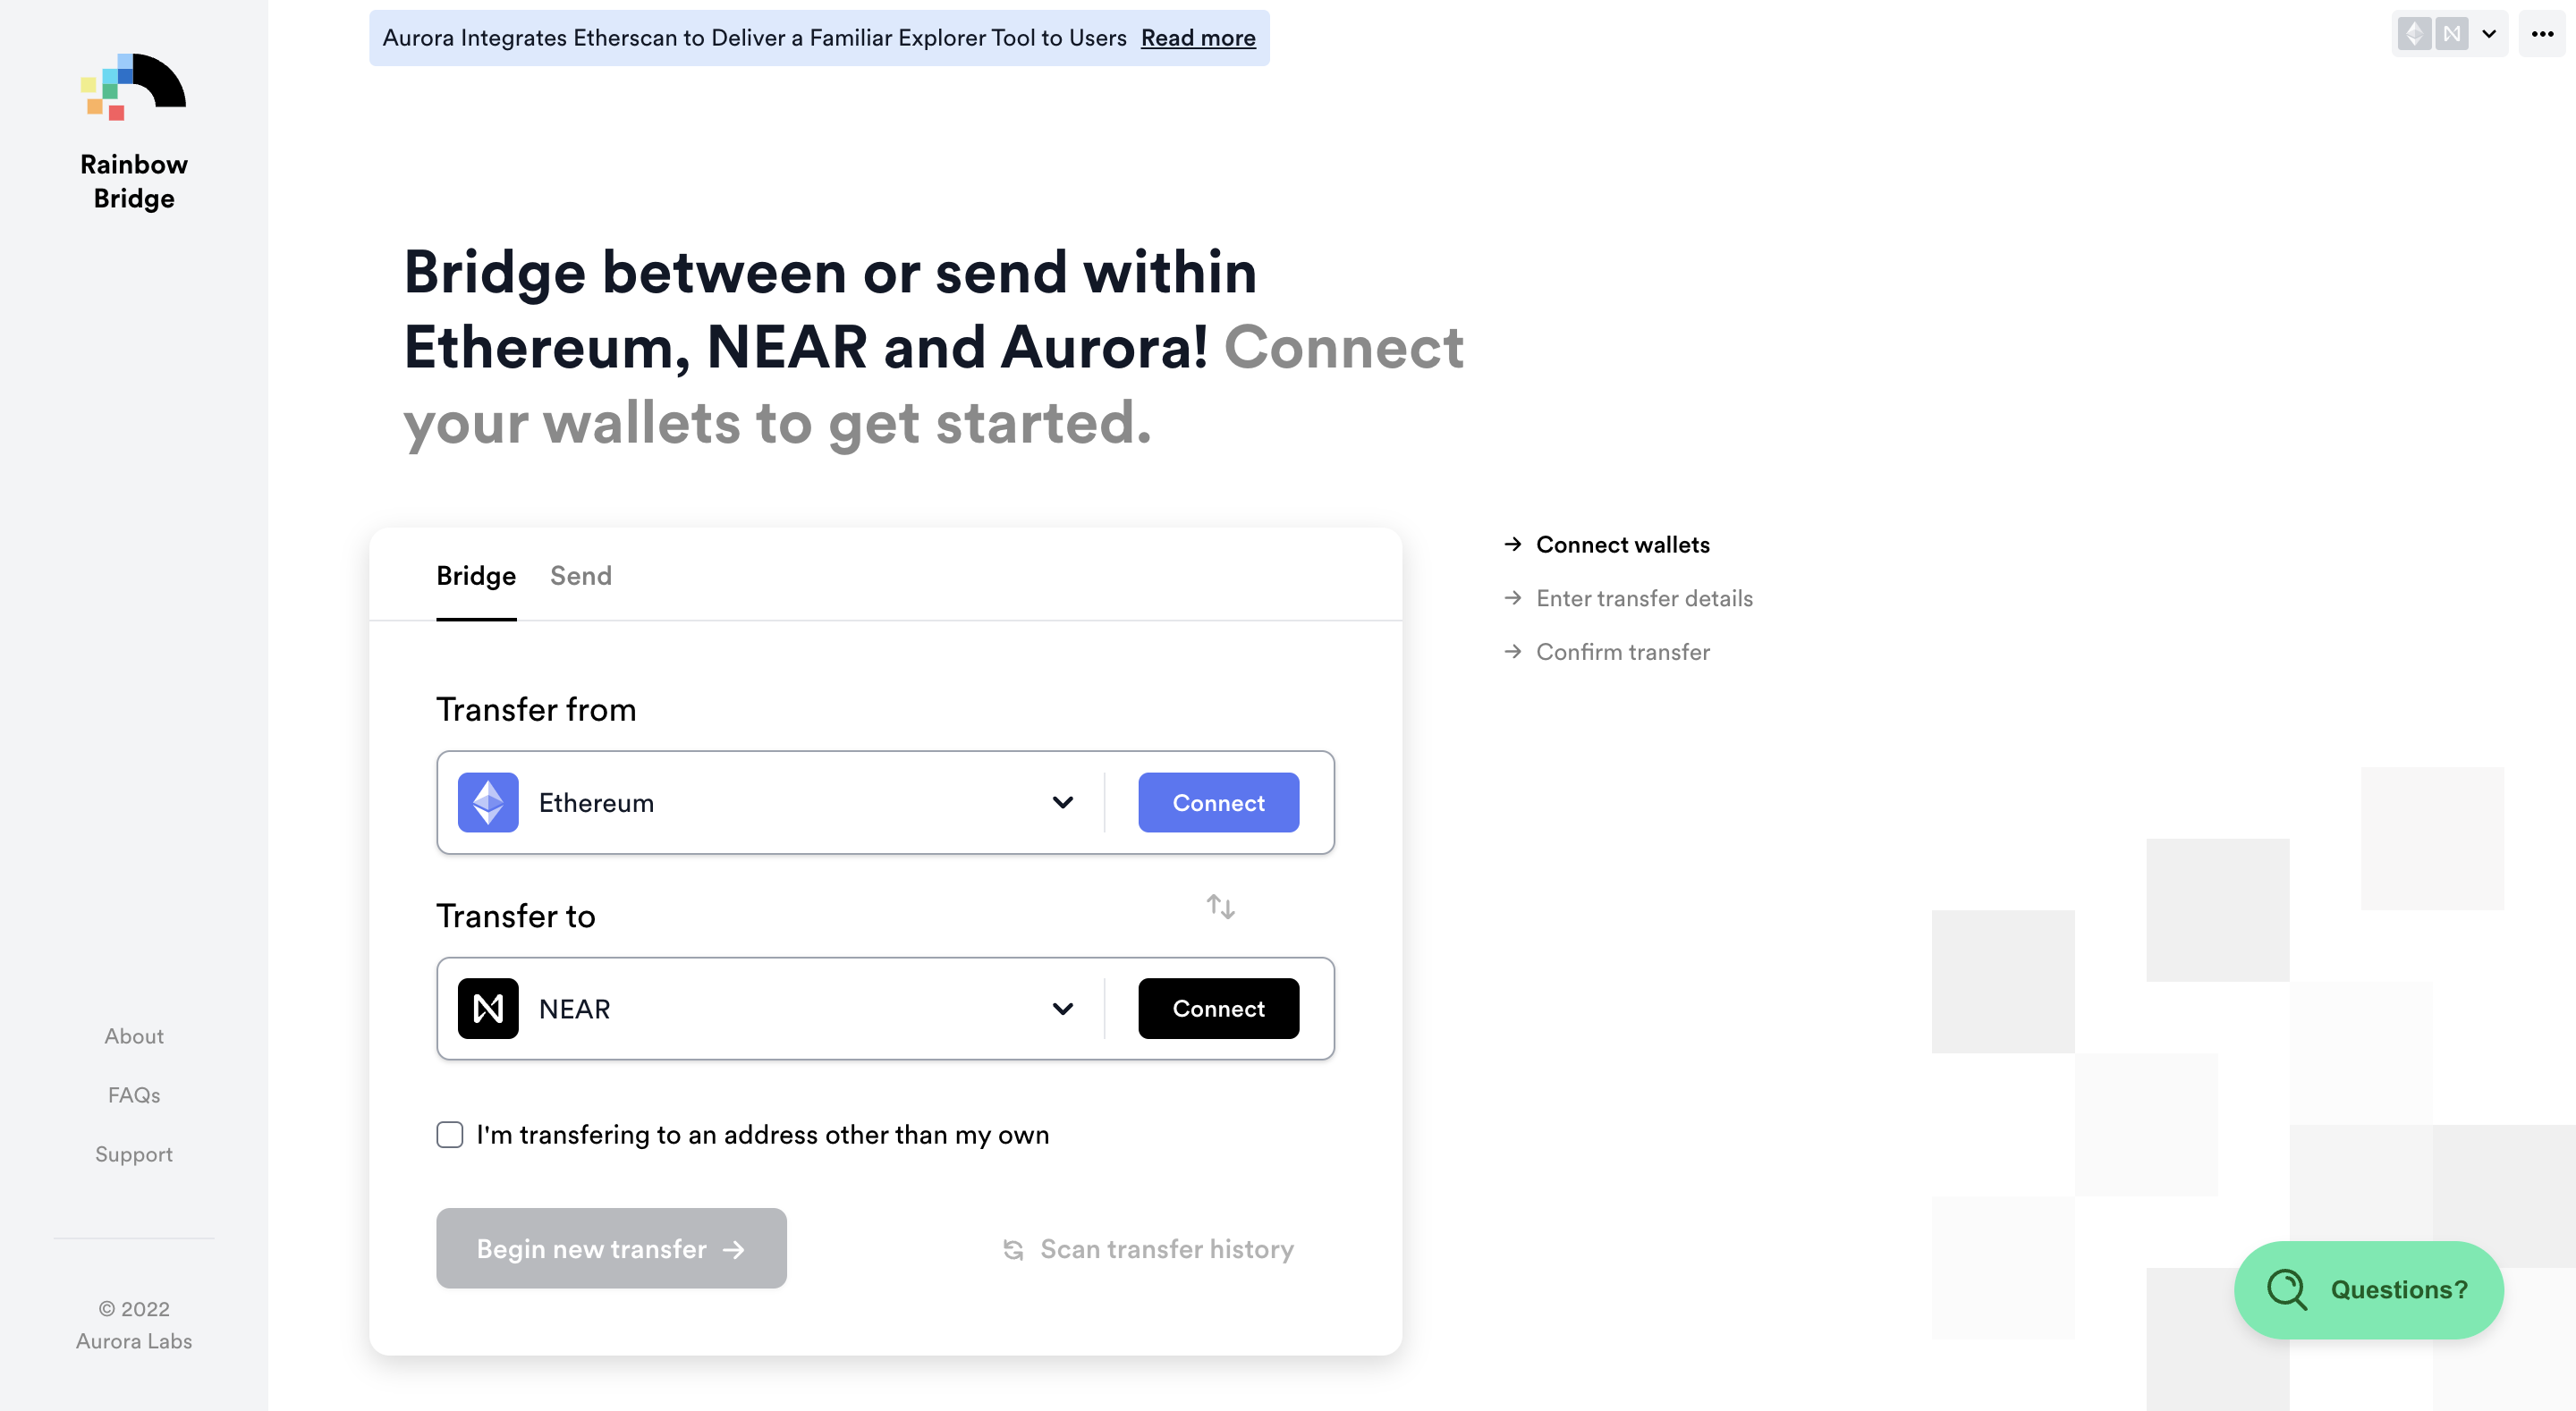 Rainbow
Bridge
About
FAQs
Support
© 2022
Aurora Labs
Aurora Integrates Etherscan to Deliver a Familiar Explorer Tool to Users Read more
Bridge between or send within
Ethereum, NEAR and Aurora! Connect
your wallets to get started.
Bridge Send
Transfer from
Ethereum Connect
Transfer to
NEAR Connect
I'm transfering to an address other than my own
Begin new transfer
Scan transfer history
Connect wallets
Enter transfer details
Confirm transfer
Questions?